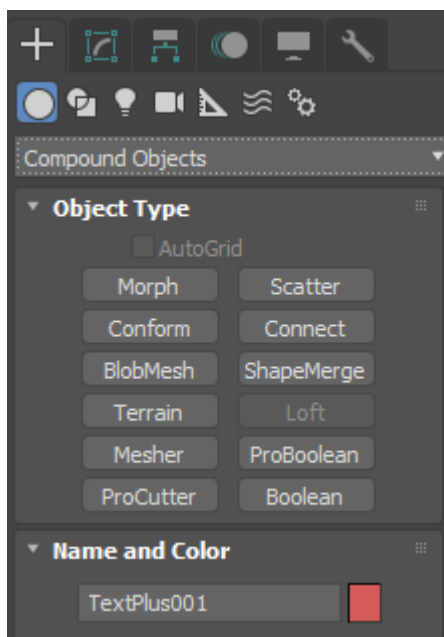 Compound Objects
Object Type
AutoGrid
Morph Scatter
Conform Connect
BlobMesh ShapeMerge
Terrain Loft
Mesher ProBoolean
ProCutter Boolean
Name and Color
TextPlus001